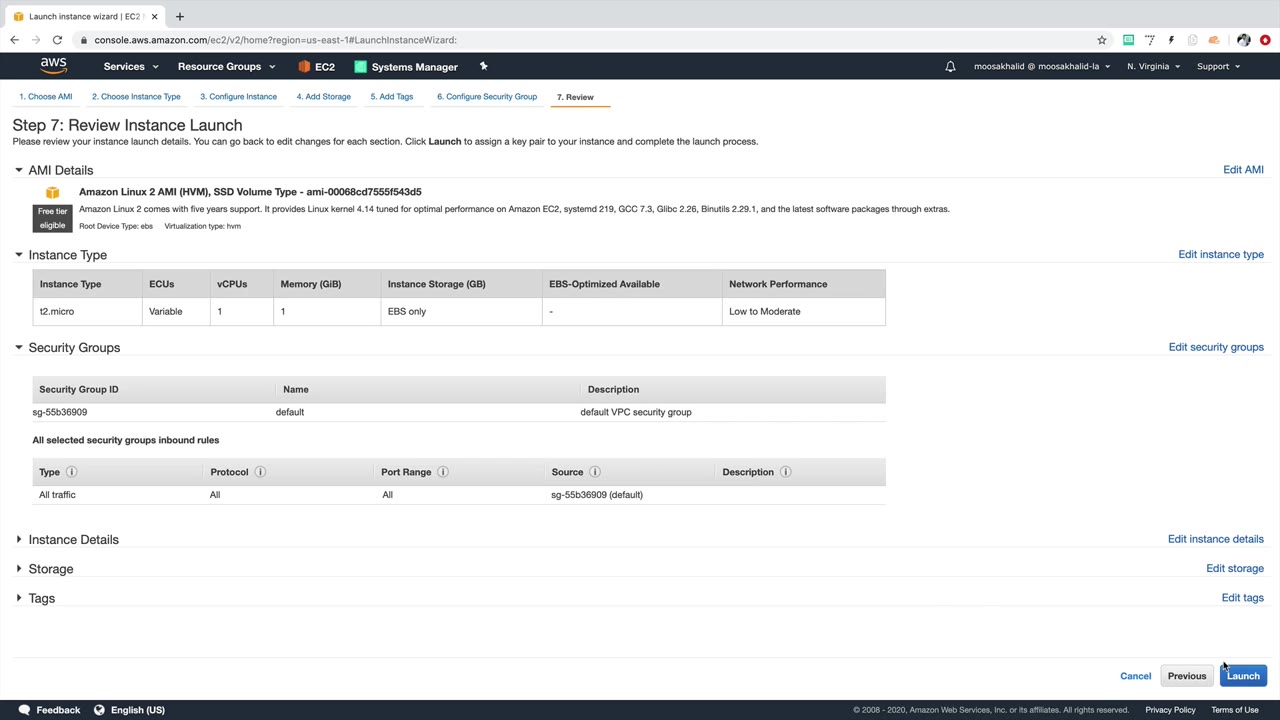 Launch instance wizard | EC2
console.aws.amazon.com/ec2/v2/home?region=us-east-1#LaunchInstanceWizard:
aws Services Resource Groups EC2 Systems Manager moosakhalid @ moosakhalid-la N. Virginia Support
1. Choose AMI 2. Choose Instance Type 3. Configure Instance 4. Add Storage 5. Add Tags 6. Configure Security Group 7. Review
Step 7: Review Instance Launch
Please review your instance launch details. You can go back to edit changes for each section. Click Launch to assign a key pair to your instance and complete the launch process.
AMI Details Edit AMI
Amazon Linux 2 AMI (HVM), SSD Volume Type - ami-00068cd7555f543d5
Free tier eligible
Amazon Linux 2 comes with five years support. It provides Linux kernel 4.14 tuned for optimal performance on Amazon EC2, systemd 219, GCC 7.3, Glibc 2.26, Binutils 2.29.1, and the latest software packages through extras.
Root Device Type: ebs Virtualization type: hvm
Instance Type Edit instance type
Instance Type ECUs vCPUs Memory (GiB) Instance Storage (GB) EBS-Optimized Available Network Performance
t2.micro Variable 1 1 EBS only - Low to Moderate
Security Groups Edit security groups
Security Group ID Name Description
sg-55b36909 default default VPC security group
All selected security groups inbound rules
Type Protocol Port Range Source Description
All traffic All All sg-55b36909 (default)
Instance Details Edit instance details
Storage Edit storage
Tags Edit tags
Cancel Previous Launch
Feedback English (US) © 2008 - 2020, Amazon Web Services, Inc. or its affiliates. All rights reserved. Privacy Policy Terms of Use